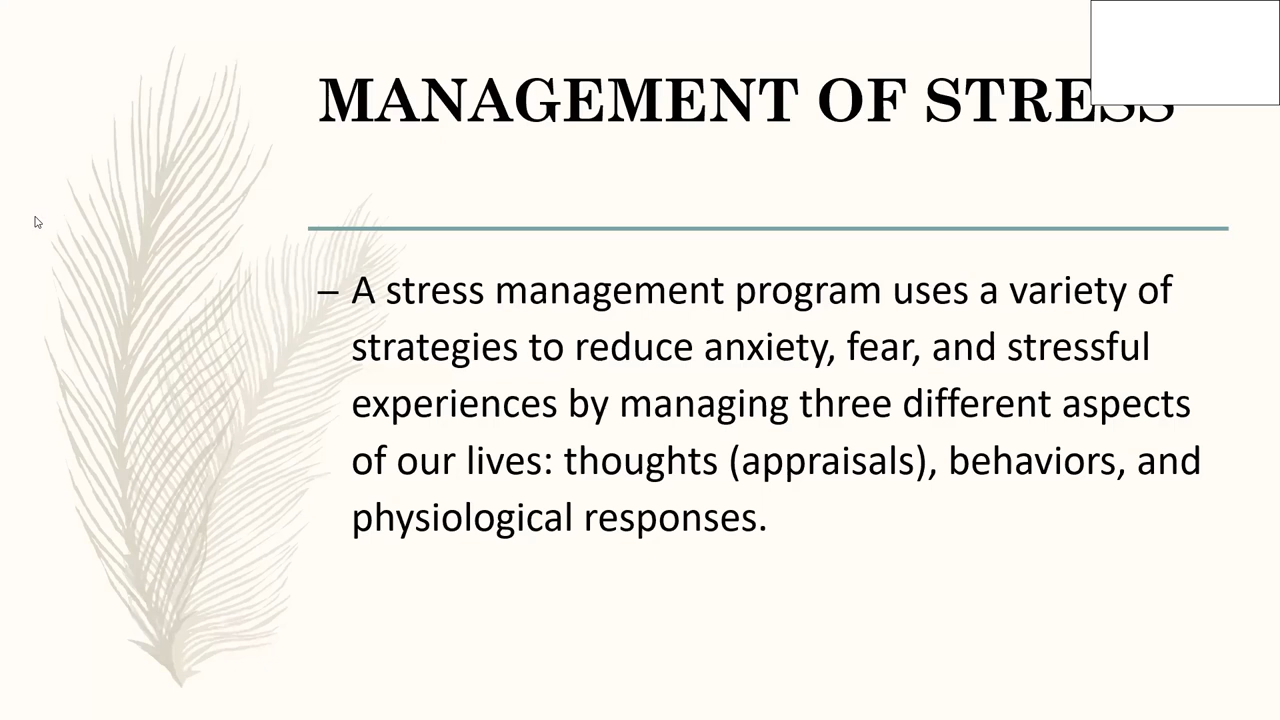 MANAGEMENT OF STRESS
– A stress management program uses a variety of
strategies to reduce anxiety, fear, and stressful
experiences by managing three different aspects
of our lives: thoughts (appraisals), behaviors, and
physiological responses.